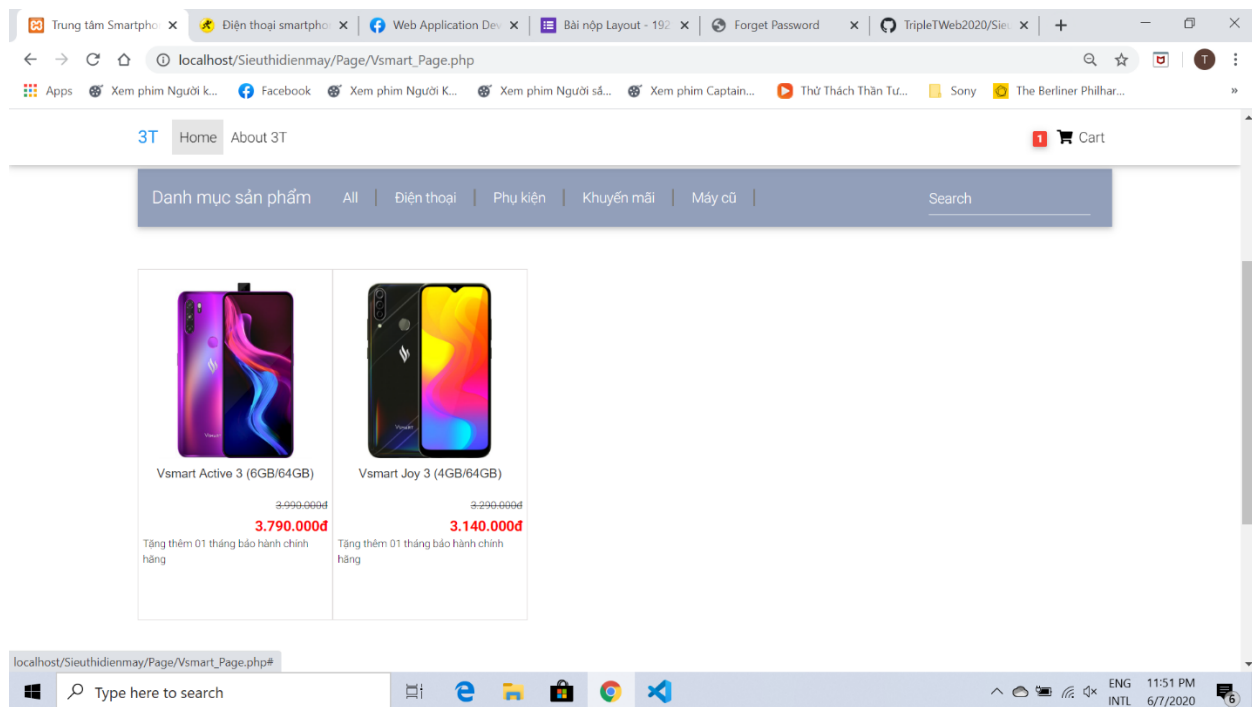 Trung tâm Smartpho
Điện thoại smartpho
Web Application Dev
Bài nộp Layout - 192
Forget Password
TripleTWeb2020/Sieu
localhost/Sieuthidienmay/Page/Vsmart_Page.php
T
Apps
Xem phim Người k...
Facebook
Xem phim Người K...
Xem phim Người sắ...
Xem phim Captain...
Thử Thách Thần Tư...
Sony
The Berliner Philhar...
»
3T Home About 3T
1 Cart
Danh mục sản phẩm All | Điện thoại | Phụ kiện | Khuyến mãi | Máy cũ |
Search
Vsmart Active 3 (6GB/64GB)
3.990.000đ
3.790.000đ
Tặng thêm 01 tháng bảo hành chính
hãng
Vsmart Joy 3 (4GB/64GB)
3.290.000đ
3.140.000đ
Tặng thêm 01 tháng bảo hành chính
hãng
localhost/Sieuthidienmay/Page/Vsmart_Page.php#
Type here to search
ENG
INTL
11:51 PM
6/7/2020
6